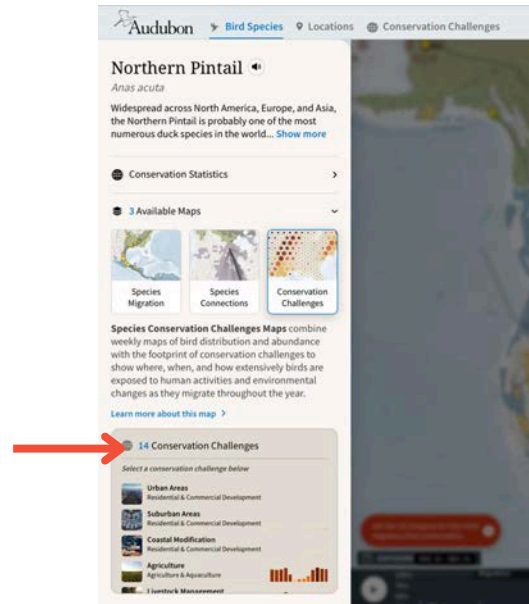 Audubon
Bird Species
Locations
Conservation Challenges
Northern Pintail
Anas acuta
Widespread across North America, Europe, and Asia,
the Northern Pintail is probably one of the most
numerous duck species in the world... Show more
Conservation Statistics
3 Available Maps
Species
Migration
Species
Connections
Conservation
Challenges
Species Conservation Challenges Maps combine
weekly maps of bird distribution and abundance
with the footprint of conservation challenges to
show where, when, and how extensively birds are
exposed to human activities and environmental
changes as they migrate throughout the year.
Learn more about this map
14 Conservation Challenges
Select a conservation challenge below
Urban Areas
Residential & Commercial Development
Suburban Areas
Residential & Commercial Development
Coastal Modification
Residential & Commercial Development
Agriculture
Agriculture & Aquaculture
Livestock Management